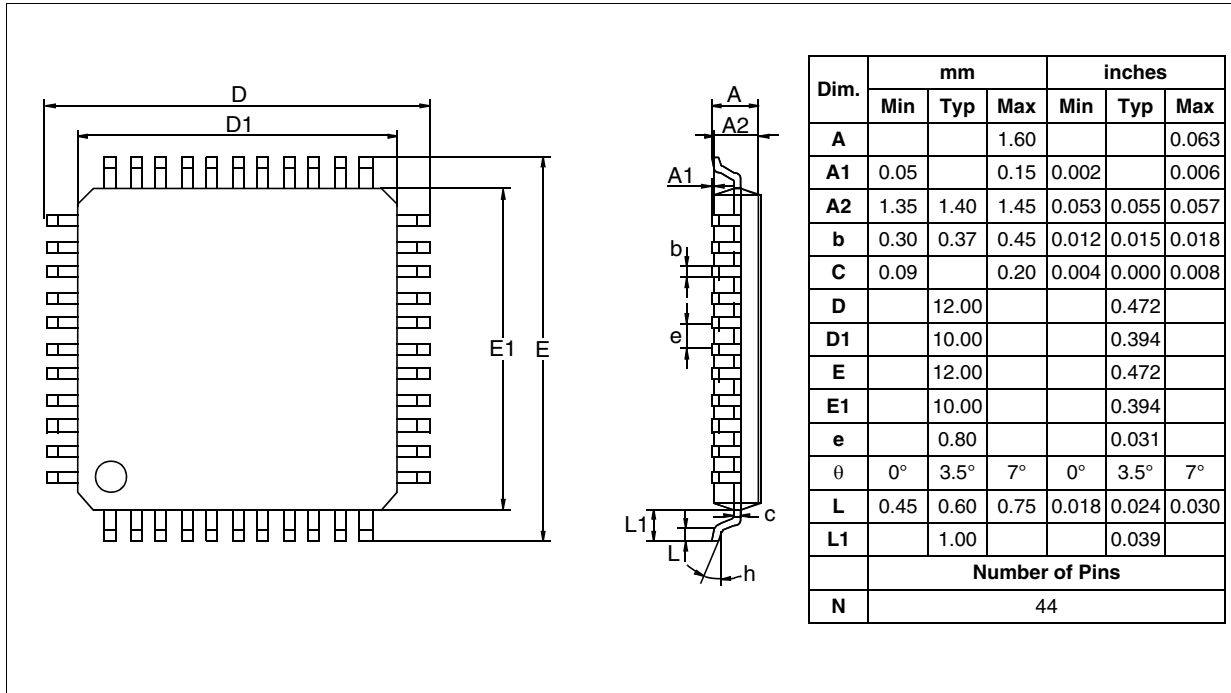 D
D1
E1
E
A
A2
A1
b
e
c
L1
L
h
Dim. mm inches
Min Typ Max Min Typ Max
A 1.60 0.063
A1 0.05 0.15 0.002 0.006
A2 1.35 1.40 1.45 0.053 0.055 0.057
b 0.30 0.37 0.45 0.012 0.015 0.018
C 0.09 0.20 0.004 0.000 0.008
D 12.00 0.472
D1 10.00 0.394
E 12.00 0.472
E1 10.00 0.394
e 0.80 0.031
θ 0° 3.5° 7° 0° 3.5° 7°
L 0.45 0.60 0.75 0.018 0.024 0.030
L1 1.00 0.039
Number of Pins
N 44